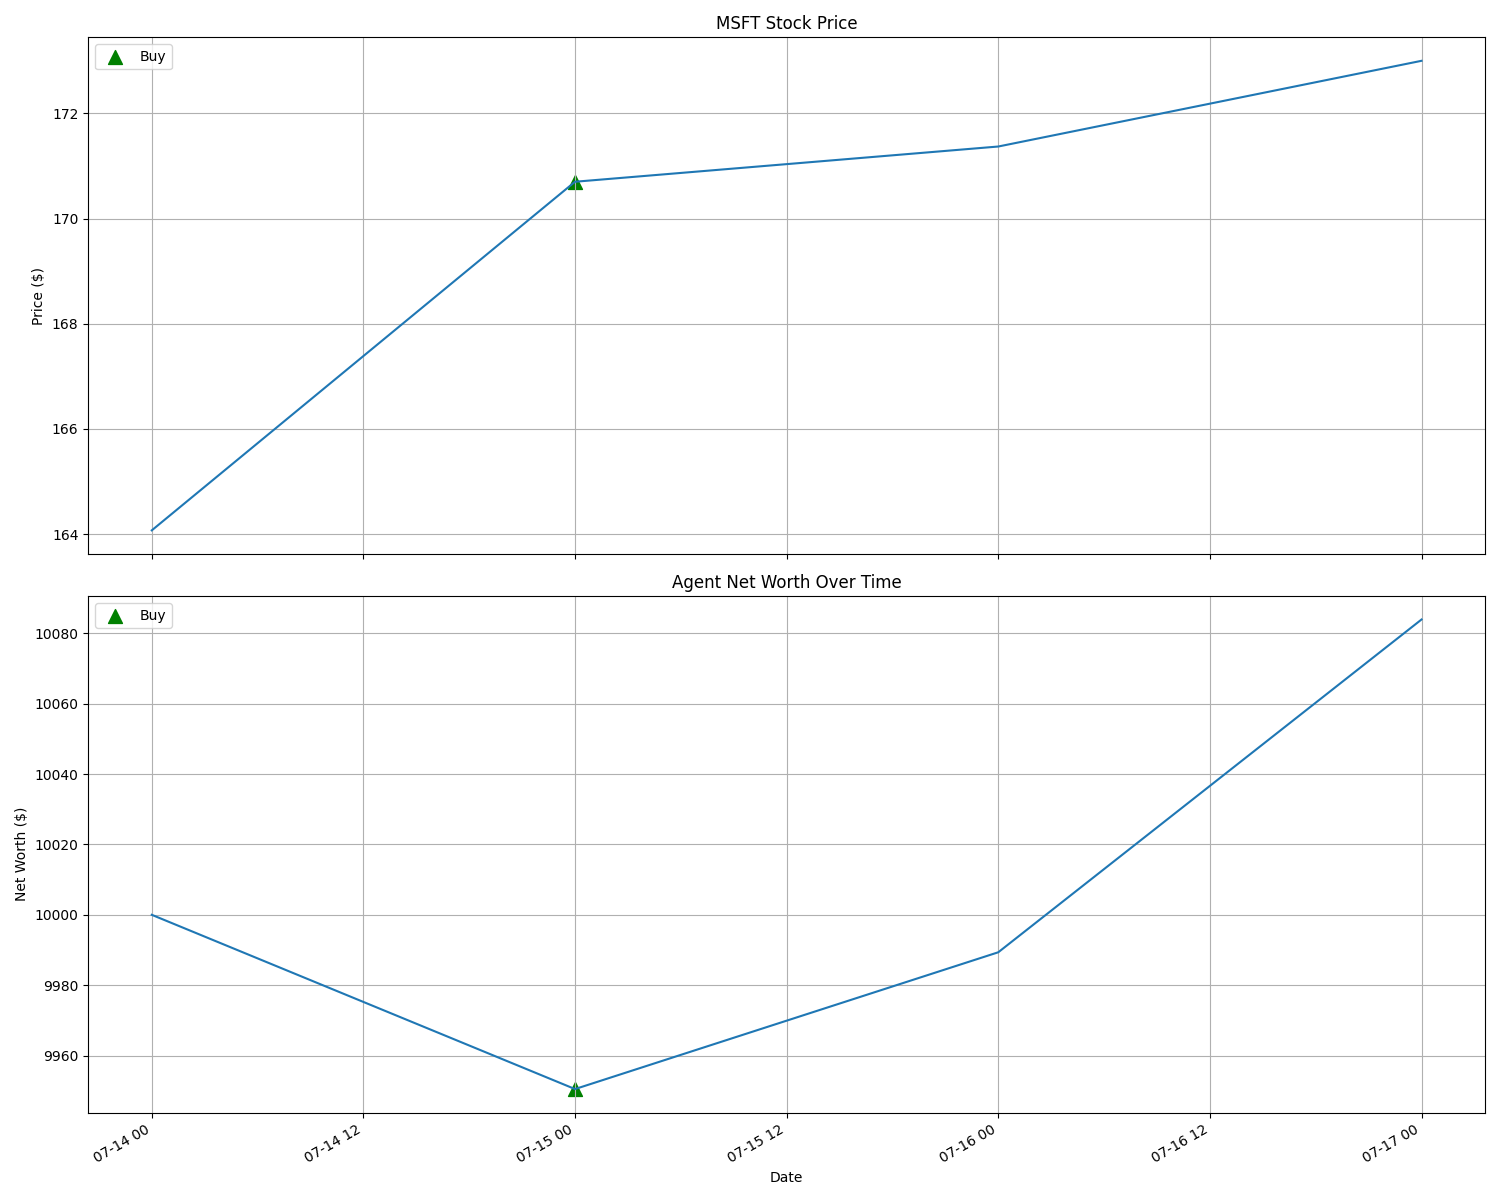 MSFT Stock Price
Buy
172
170
168
166
164
Price ($)
Agent Net Worth Over Time
Buy
10080
10060
10040
10020
10000
9980
9960
Net Worth ($)
07-14 00
07-14 12
07-15 00
07-15 12
07-16 00
07-16 12
07-17 00
Date